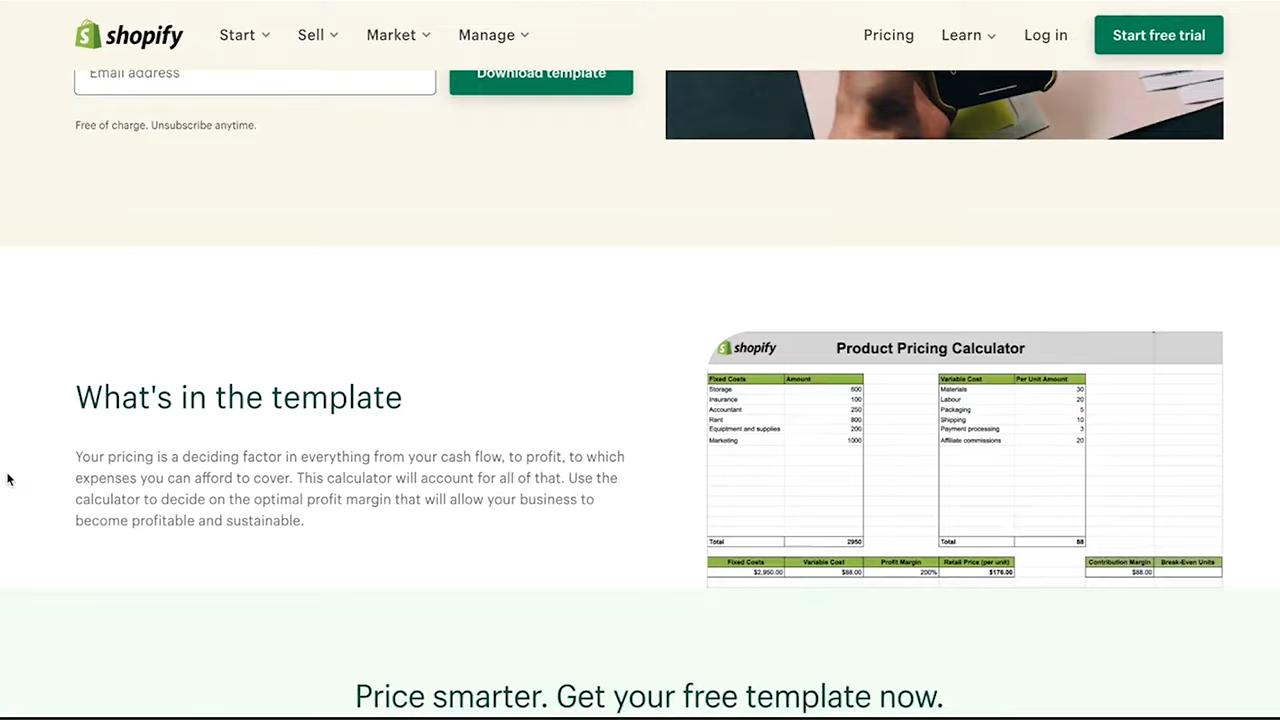 shopify
Start
Sell
Market
Manage
Pricing
Learn
Log in
Start free trial
Email address
Download template
Free of charge. Unsubscribe anytime.
What's in the template
Your pricing is a deciding factor in everything from your cash flow, to profit, to which
expenses you can afford to cover. This calculator will account for all of that. Use the
calculator to decide on the optimal profit margin that will allow your business to
become profitable and sustainable.
shopify Product Pricing Calculator
Fixed Costs Amount Variable Cost Per Unit Amount
Storage 600 Materials 30
Insurance 100 Labour 20
Accountant 250 Packaging 5
Rent 800 Shipping 10
Equiptment and supplies 200 Payment processing 3
Marketing 1000 Affiliate commissions 20
Total 2950 Total 88
Fixed Costs Variable Cost Profit Margin Retail Price (per unit) Contribution Margin Break-Even Units
$2,950.00 $88.00 200% $176.00 $88.00
Price smarter. Get your free template now.